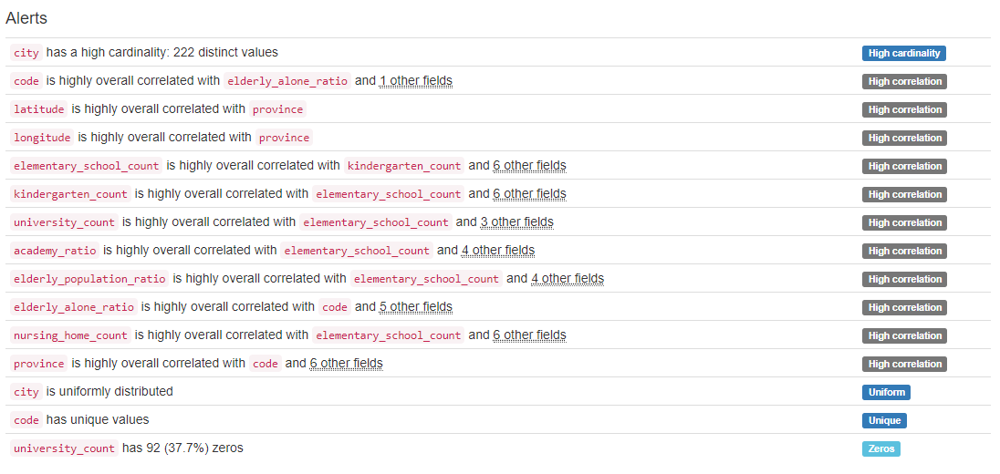 Alerts
city has a high cardinality: 222 distinct values High cardinality
code is highly overall correlated with elderly_alone_ratio and 1 other fields High correlation
latitude is highly overall correlated with province High correlation
longitude is highly overall correlated with province High correlation
elementary_school_count is highly overall correlated with kindergarten_count and 6 other fields High correlation
kindergarten_count is highly overall correlated with elementary_school_count and 6 other fields High correlation
university_count is highly overall correlated with elementary_school_count and 3 other fields High correlation
academy_ratio is highly overall correlated with elementary_school_count and 4 other fields High correlation
elderly_population_ratio is highly overall correlated with elementary_school_count and 4 other fields High correlation
elderly_alone_ratio is highly overall correlated with code and 5 other fields High correlation
nursing_home_count is highly overall correlated with elementary_school_count and 6 other fields High correlation
province is highly overall correlated with code and 6 other fields High correlation
city is uniformly distributed Uniform
code has unique values Unique
university_count has 92 (37.7%) zeros Zeros